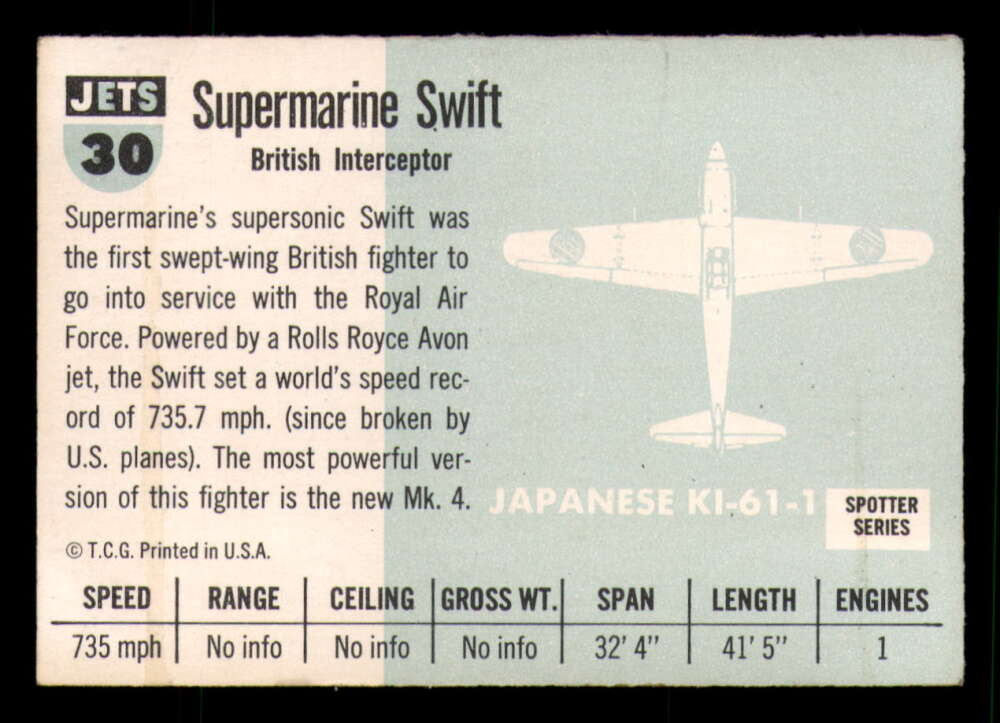 JETS
30
Supermarine Swift
British Interceptor
Supermarine's supersonic Swift was
the first swept-wing British fighter to
go into service with the Royal Air
Force. Powered by a Rolls Royce Avon
jet, the Swift set a world's speed rec-
ord of 735.7 mph. (since broken by
U.S. planes). The most powerful ver-
sion of this fighter is the new Mk. 4.
© T.C.G. Printed in U.S.A.
JAPANESE KI-61-1
SPOTTER
SERIES
SPEED RANGE CEILING GROSS WT. SPAN LENGTH ENGINES
735 mph No info No info No info 32' 4" 41' 5" 1